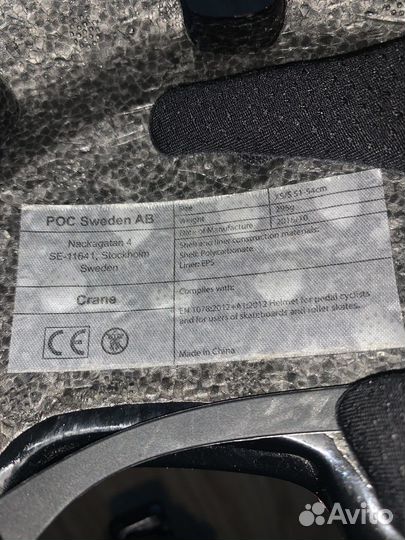 POC Sweden AB
Nackagatan 4
SE-11641, Stockholm
Sweden
Crane
CE
Size XS/S 51-54cm
Weight
Date of Manufacture 2016/10
Shell and liner construction materials:
Shell: Polycarbonate
Liner: EPS
Complies with:
EN 1078:2012+A1:2012 Helmet for pedal cyclists
and for users of skateboards and roller skates.
Made in China
Avito